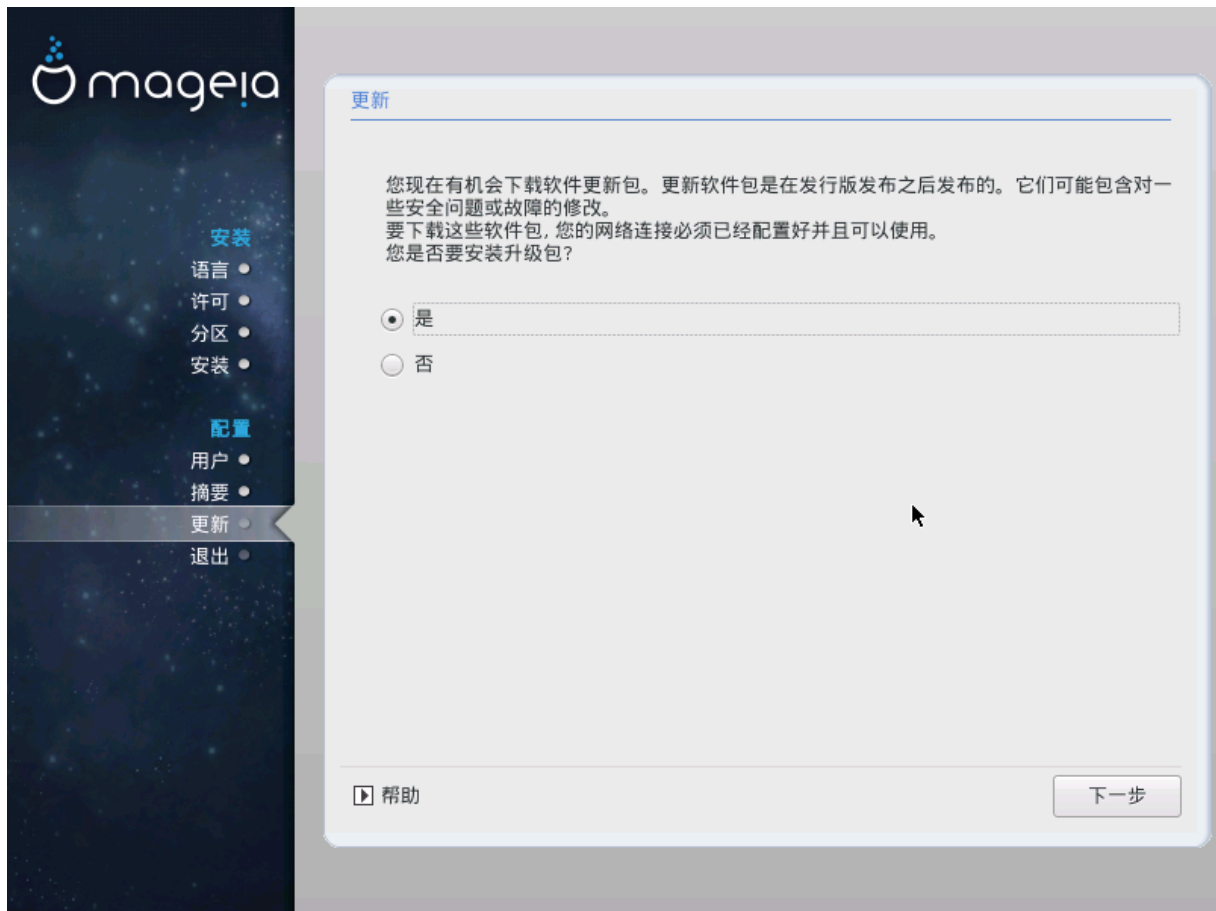 mageia
安装
语言
许可
分区
安装
配置
用户
摘要
更新
退出
更新
您现在有机会下载软件更新包。更新软件包是在发行版发布之后发布的。它们可能包含对一
些安全问题或故障的修改。
要下载这些软件包, 您的网络连接必须已经配置好并且可以使用。
您是否要安装升级包?
是
否
帮助
下一步